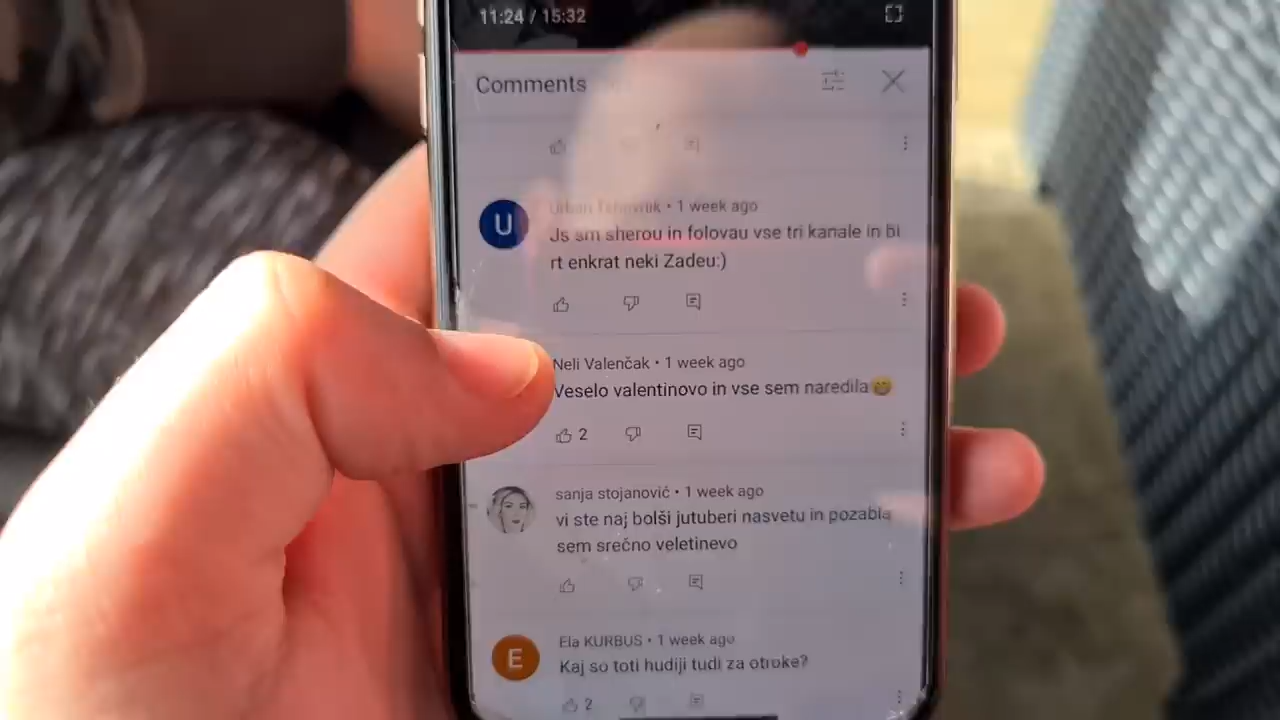 11:24 / 15:32
Comments
U
Urban • 1 week ago
Js sm sherou in folovau vse tri kanale in bi
rt enkrat neki Zadeu:)
Neli Valenčak • 1 week ago
Veselo valentinovo in vse sem naredila😁
2
sanja stojanović • 1 week ago
vi ste naj bolši jutuberi nasvetu in pozabla
sem srečno veletinevo
E
Ela KURBUS • 1 week ago
Kaj so toti hudiji tudi za otroke?
2